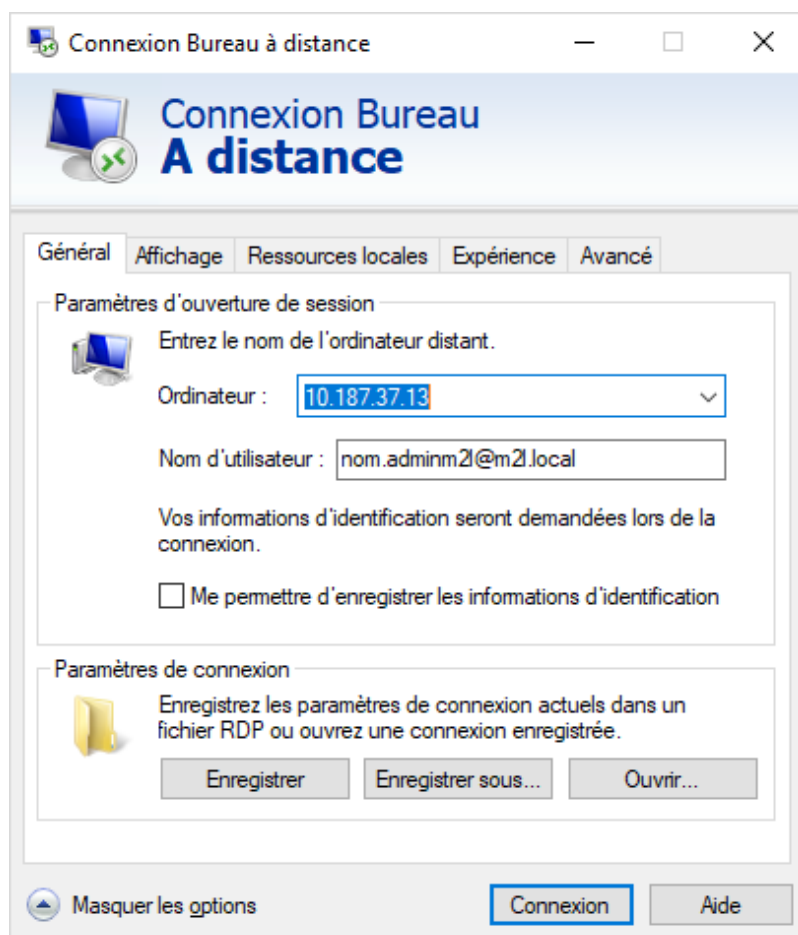 Connexion Bureau à distance
Connexion Bureau
A distance
Général Affichage Ressources locales Expérience Avancé
Paramètres d'ouverture de session
Entrez le nom de l'ordinateur distant.
Ordinateur : 10.187.37.13
Nom d'utilisateur : nom.adminm2l@m2l.local
Vos informations d'identification seront demandées lors de la
connexion.
Me permettre d'enregistrer les informations d'identification
Paramètres de connexion
Enregistrez les paramètres de connexion actuels dans un
fichier RDP ou ouvrez une connexion enregistrée.
Enregistrer Enregistrer sous... Ouvrir...
Masquer les options Connexion Aide